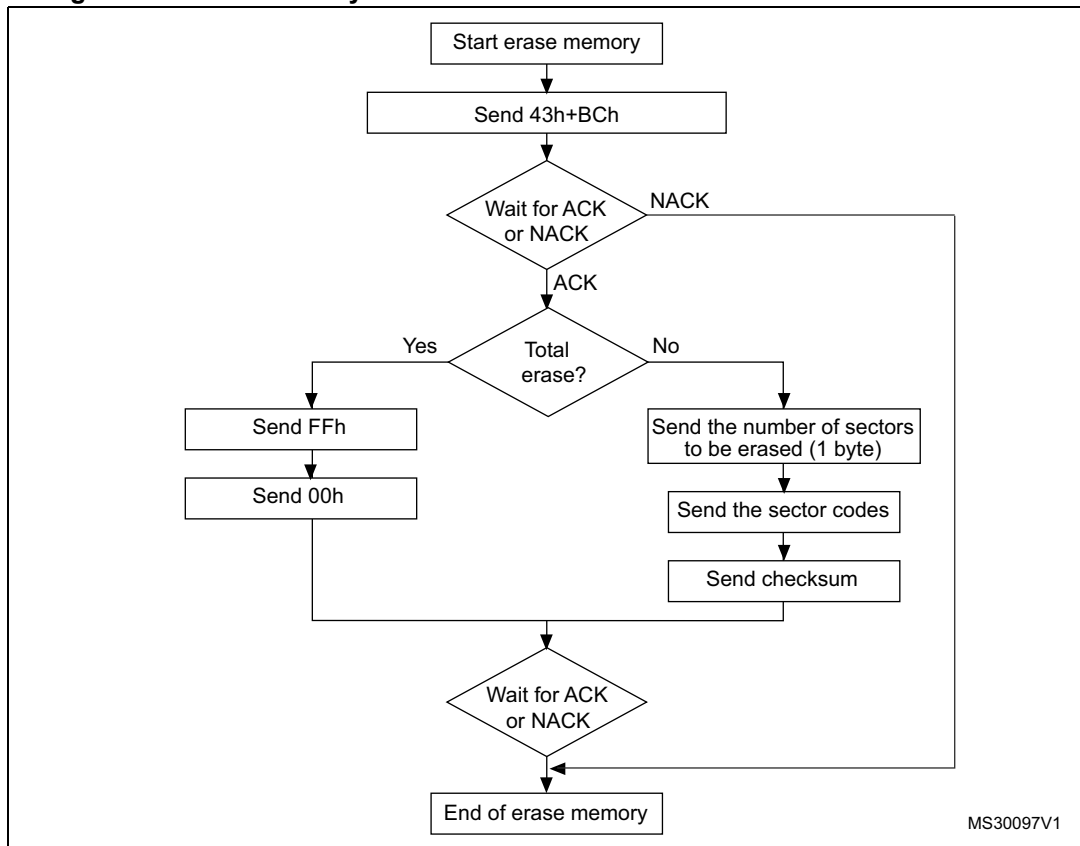 Start erase memory
Send 43h+BCh
Wait for ACK
or NACK
NACK
ACK
Total
erase?
Yes
No
Send FFh
Send 00h
Send the number of sectors
to be erased (1 byte)
Send the sector codes
Send checksum
Wait for ACK
or NACK
End of erase memory
MS30097V1